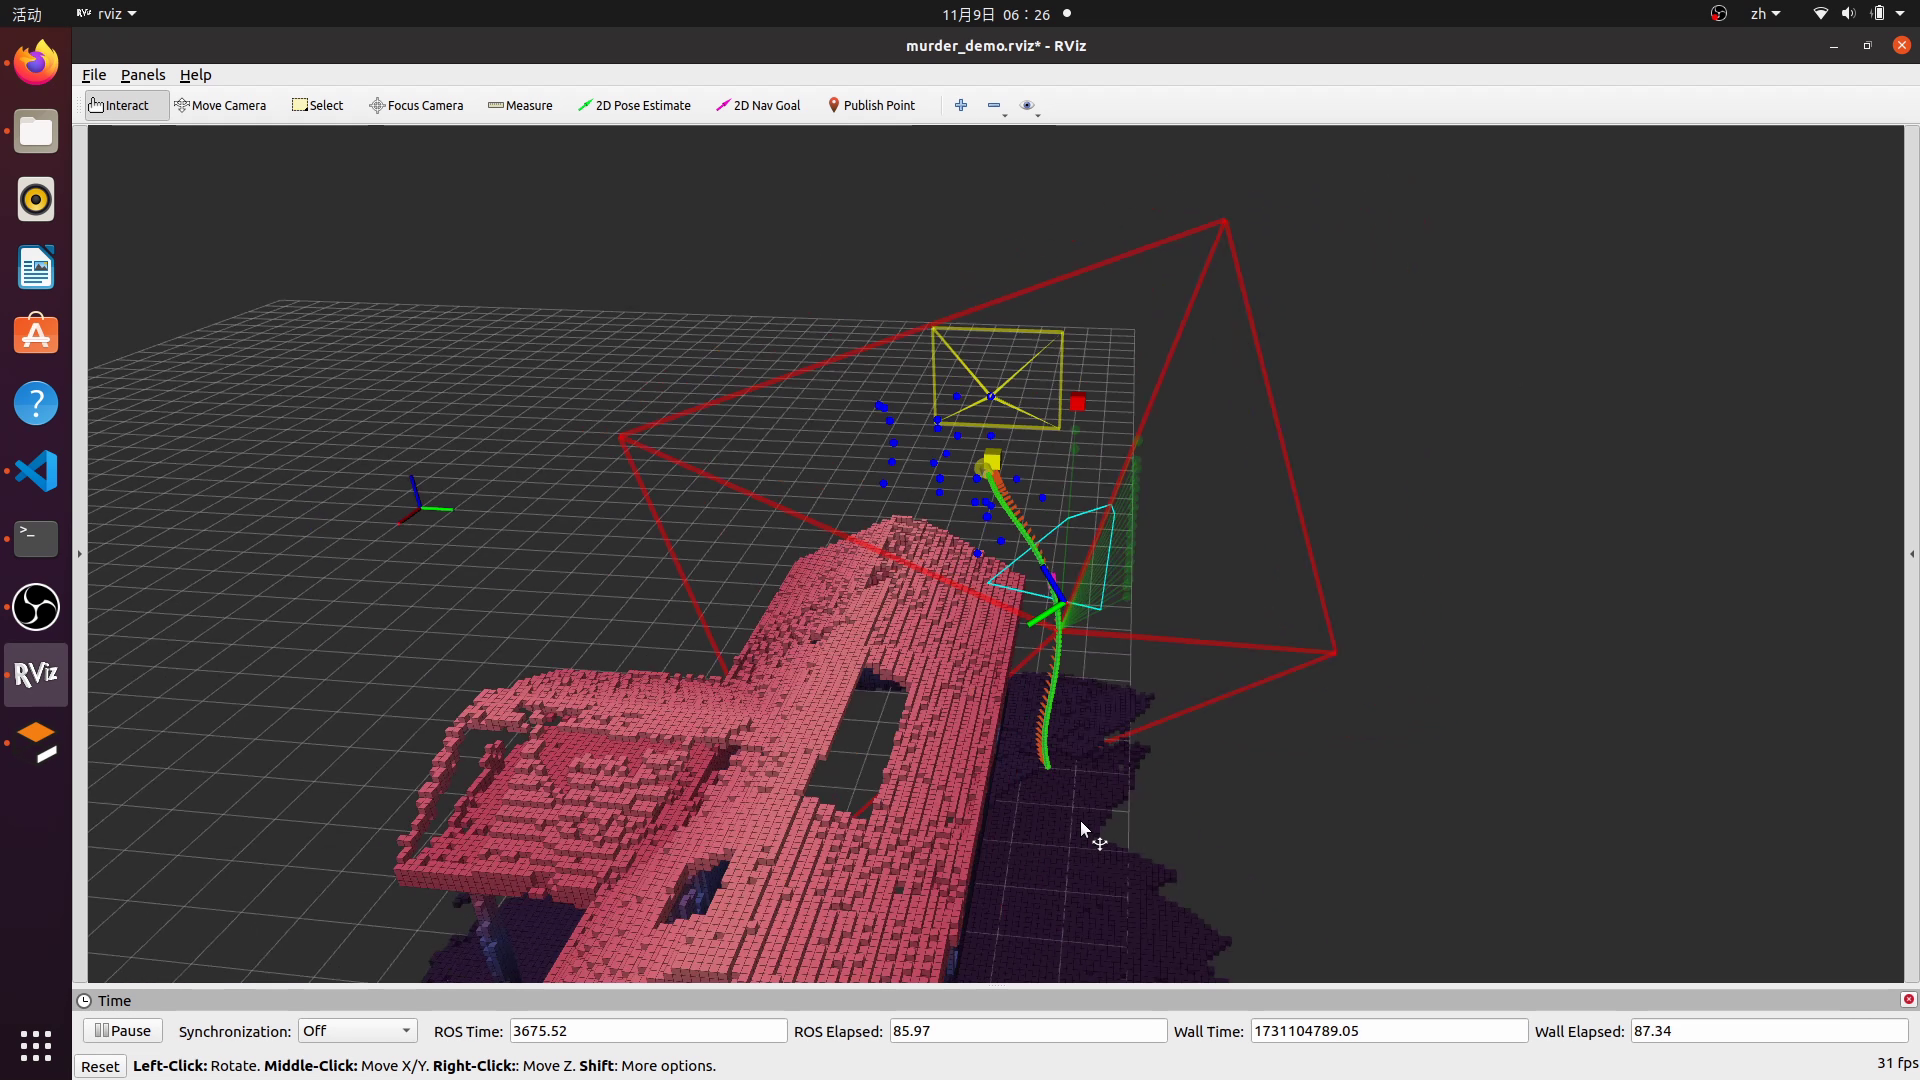 活动 rviz 11月9日 06：26 zh
murder_demo.rviz* - RViz
File Panels Help
Interact Move Camera Select Focus Camera Measure 2D Pose Estimate 2D Nav Goal Publish Point
RViz
Time
Pause Synchronization: Off ROS Time: 3675.52 ROS Elapsed: 85.97 Wall Time: 1731104789.05 Wall Elapsed: 87.34
Reset Left-Click: Rotate. Middle-Click: Move X/Y. Right-Click:: Move Z. Shift: More options. 31 fps